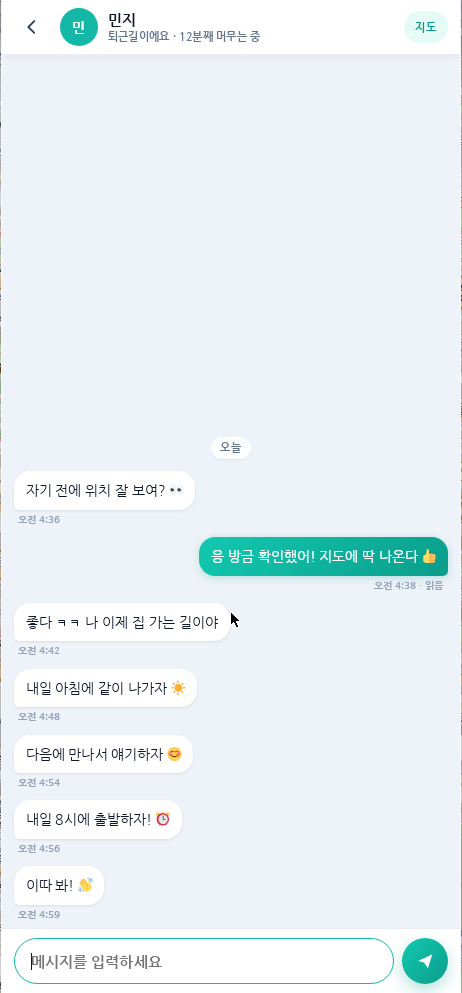 민
민지
퇴근길이에요 · 12분째 머무는 중
지도
오늘
자기 전에 위치 잘 보여? 👀
오전 4:36
응 방금 확인했어! 지도에 딱 나온다 👍
오전 4:38 · 읽음
좋다 ㅋㅋ 나 이제 집 가는 길이야
오전 4:42
내일 아침에 같이 나가자 ☀️
오전 4:48
다음에 만나서 얘기하자 😊
오전 4:54
내일 8시에 출발하자! ⏰
오전 4:56
이따 봐! 👋
오전 4:59
메시지를 입력하세요